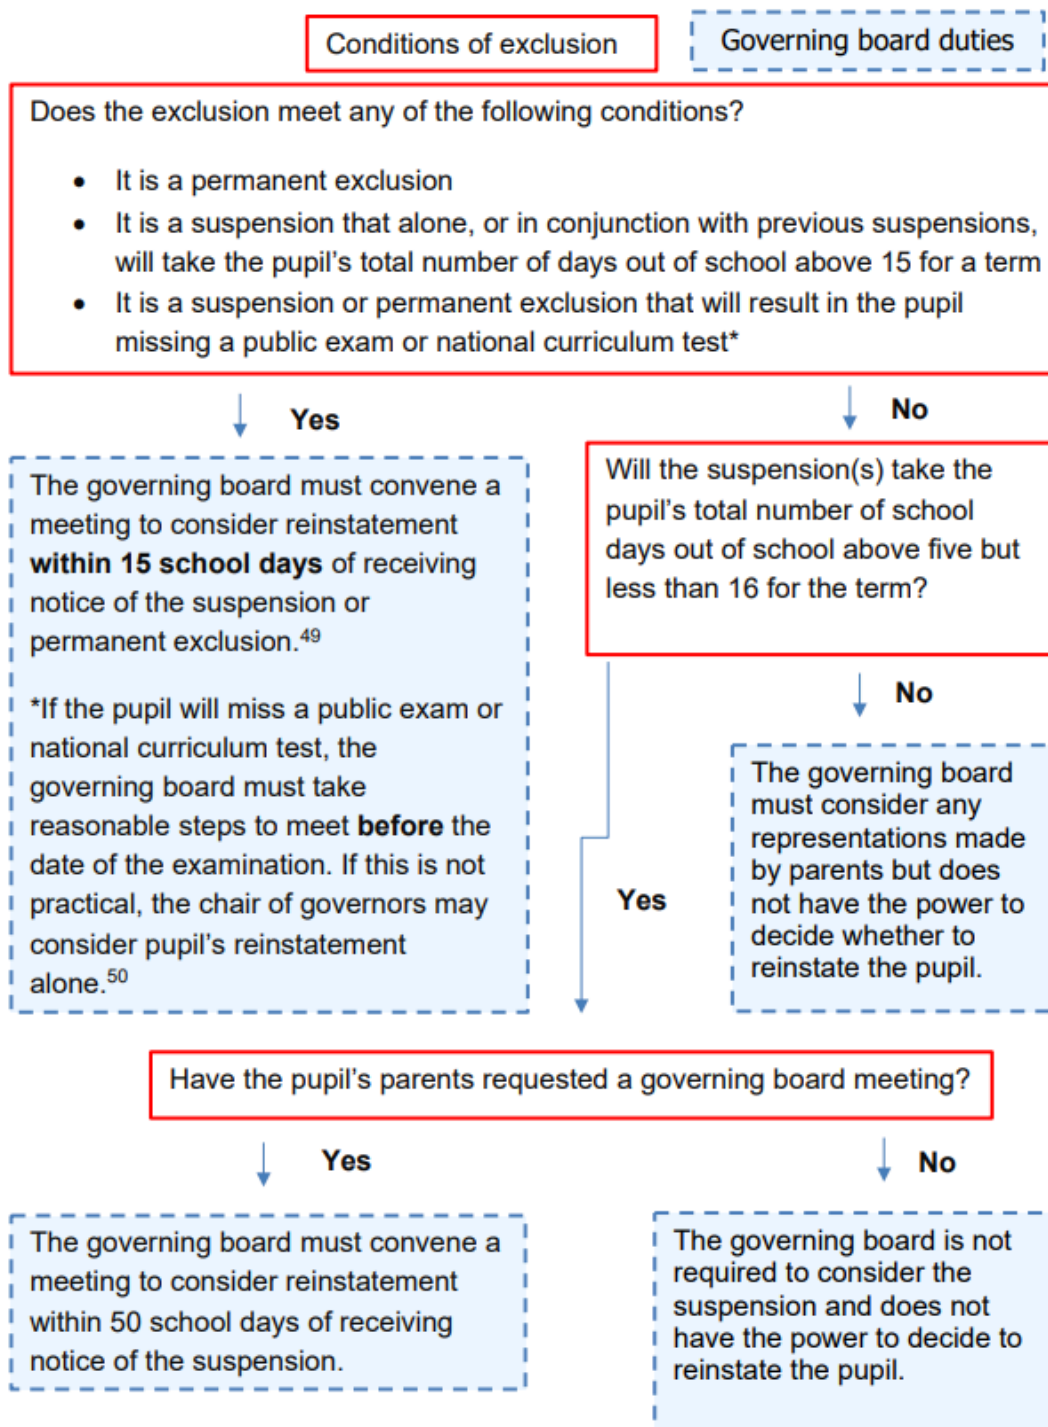 Conditions of exclusion
Governing board duties
Does the exclusion meet any of the following conditions?
• It is a permanent exclusion
• It is a suspension that alone, or in conjunction with previous suspensions,
will take the pupil’s total number of days out of school above 15 for a term
• It is a suspension or permanent exclusion that will result in the pupil
missing a public exam or national curriculum test*
Yes
No
The governing board must convene a
meeting to consider reinstatement
within 15 school days of receiving
notice of the suspension or
permanent exclusion.49
*If the pupil will miss a public exam or
national curriculum test, the
governing board must take
reasonable steps to meet before the
date of the examination. If this is not
practical, the chair of governors may
consider pupil’s reinstatement
alone.50
Will the suspension(s) take the
pupil’s total number of school
days out of school above five but
less than 16 for the term?
No
The governing board
must consider any
representations made
by parents but does
not have the power to
decide whether to
reinstate the pupil.
Yes
Have the pupil’s parents requested a governing board meeting?
Yes
No
The governing board must convene a
meeting to consider reinstatement
within 50 school days of receiving
notice of the suspension.
The governing board is not
required to consider the
suspension and does not
have the power to decide to
reinstate the pupil.